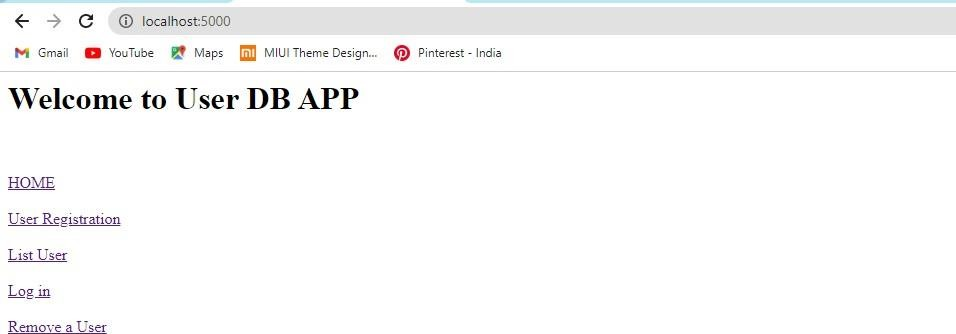 localhost:5000
Gmail YouTube Maps MIUI Theme Design... Pinterest - India
Welcome to User DB APP
HOME
User Registration
List User
Log in
Remove a User